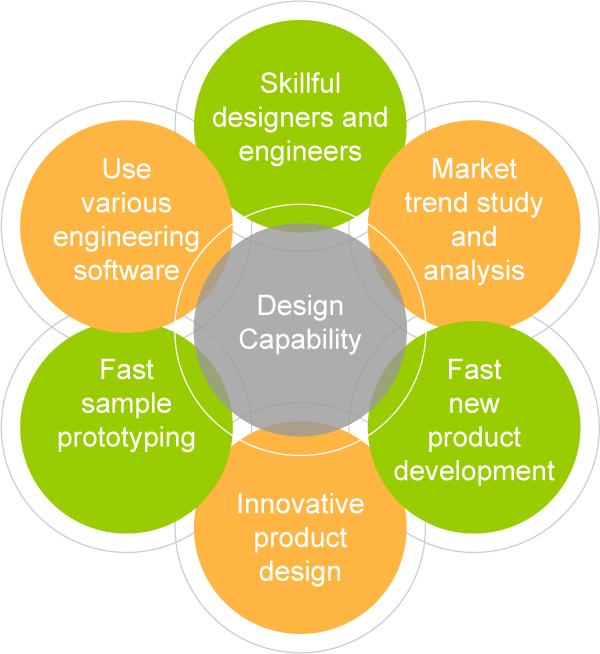 Skillful
designers and
engineers
Use
various
engineering
software
Market
trend study
and
analysis
Design
Capability
Fast
sample
prototyping
Fast
new
product
development
Innovative
product
design